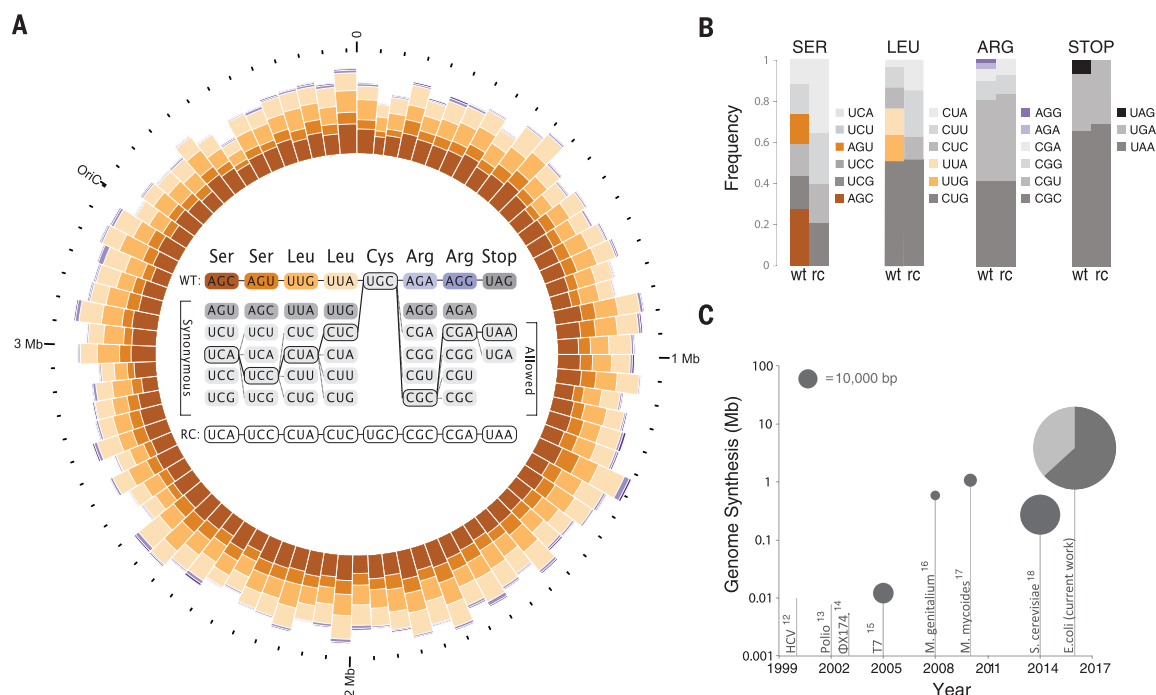 A
0
OriC
3 Mb
1 Mb
2 Mb
Ser Ser Leu Leu Cys Arg Arg Stop
WT: AGC AGU UUG UUA UGC AGA AGG UAG
Synonymous
Allowed
AGU AGC UUA UUG AGG AGA
UCU UCU CUC CUC CGA CGA UAA
UCA UCA CUA CUA CGG CGG UGA
UCC UCC CUU CUU CGU CGU
UCG UCG CUG CUG CGC CGC
RC: UCA UCC CUA CUC UGC CGC CGA UAA
B
SER LEU ARG STOP
Frequency
1
0.8
0.6
0.4
0.2
0
wt rc wt rc wt rc wt rc
UCA
UCU
AGU
UCC
UCG
AGC
CUA
CUU
CUC
UUA
UUG
CUG
AGG
AGA
CGA
CGG
CGU
CGC
UAG
UGA
UAA
C
Genome Synthesis (Mb)
100
10
1
0.1
0.01
0.001
=10,000 bp
HCV 12
Polio 13
ΦX174. 14
T7 15
M. genitalium 16
M. mycoides 17
S. cerevisiae 18
E.coli (current work)
1999 2002 2005 2008 2011 2014 2017
Year